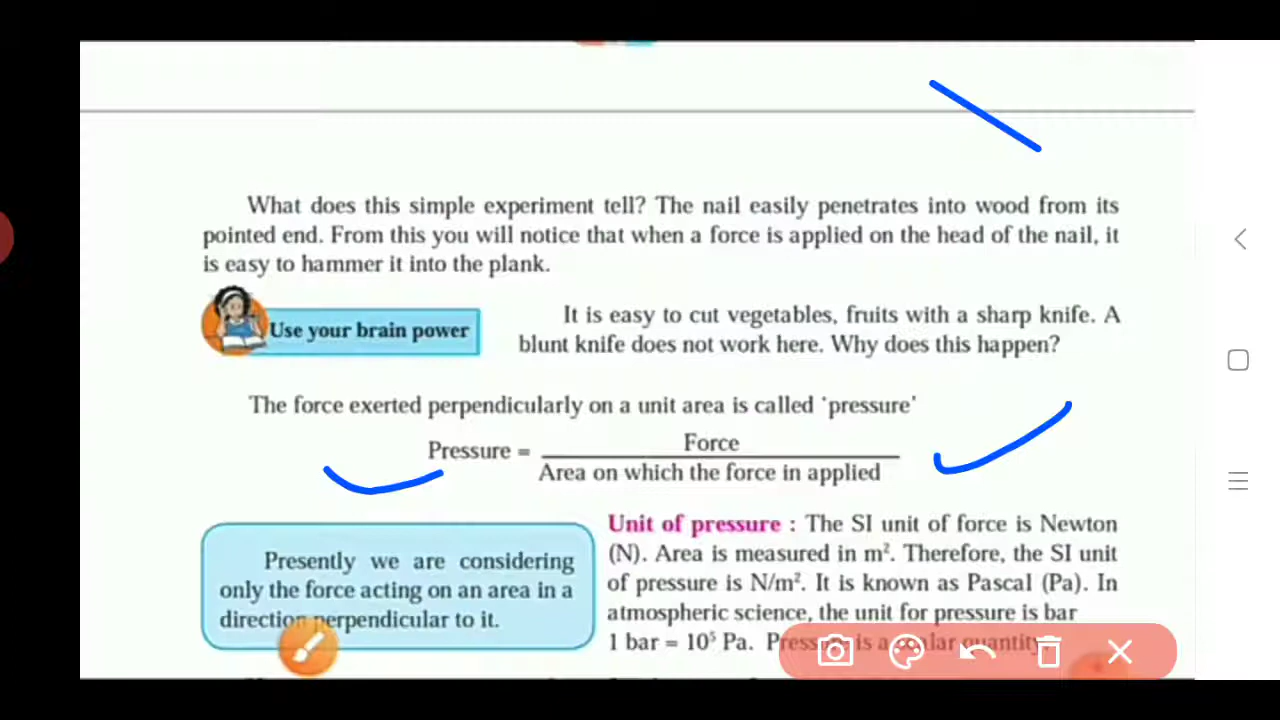 What does this simple experiment tell? The nail easily penetrates into wood from its
pointed end. From this you will notice that when a force is applied on the head of the nail, it
is easy to hammer it into the plank.
Use your brain power
It is easy to cut vegetables, fruits with a sharp knife. A
blunt knife does not work here. Why does this happen?
The force exerted perpendicularly on a unit area is called 'pressure'
Pressure = Force
Area on which the force in applied
Presently we are considering
only the force acting on an area in a
direction perpendicular to it.
Unit of pressure : The SI unit of force is Newton
(N). Area is measured in m². Therefore, the SI unit
of pressure is N/m². It is known as Pascal (Pa). In
atmospheric science, the unit for pressure is bar
1 bar = 10⁵ Pa. Pressure is a scalar quantity.